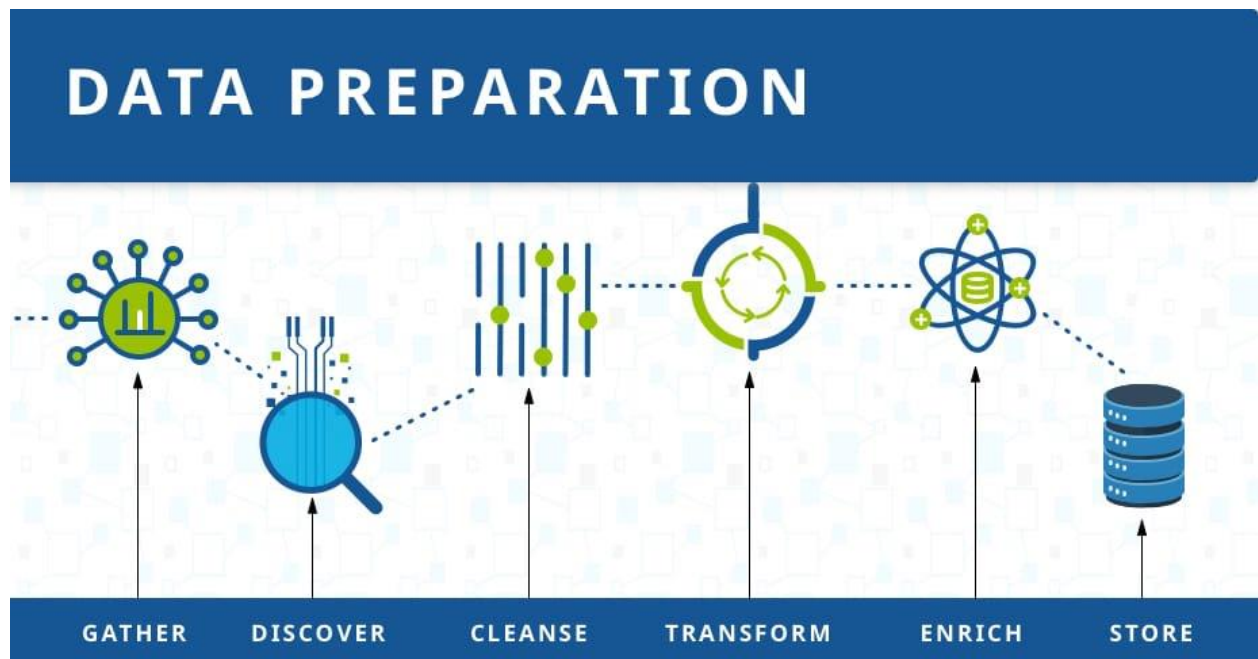 DATA PREPARATION
GATHER DISCOVER CLEANSE TRANSFORM ENRICH STORE